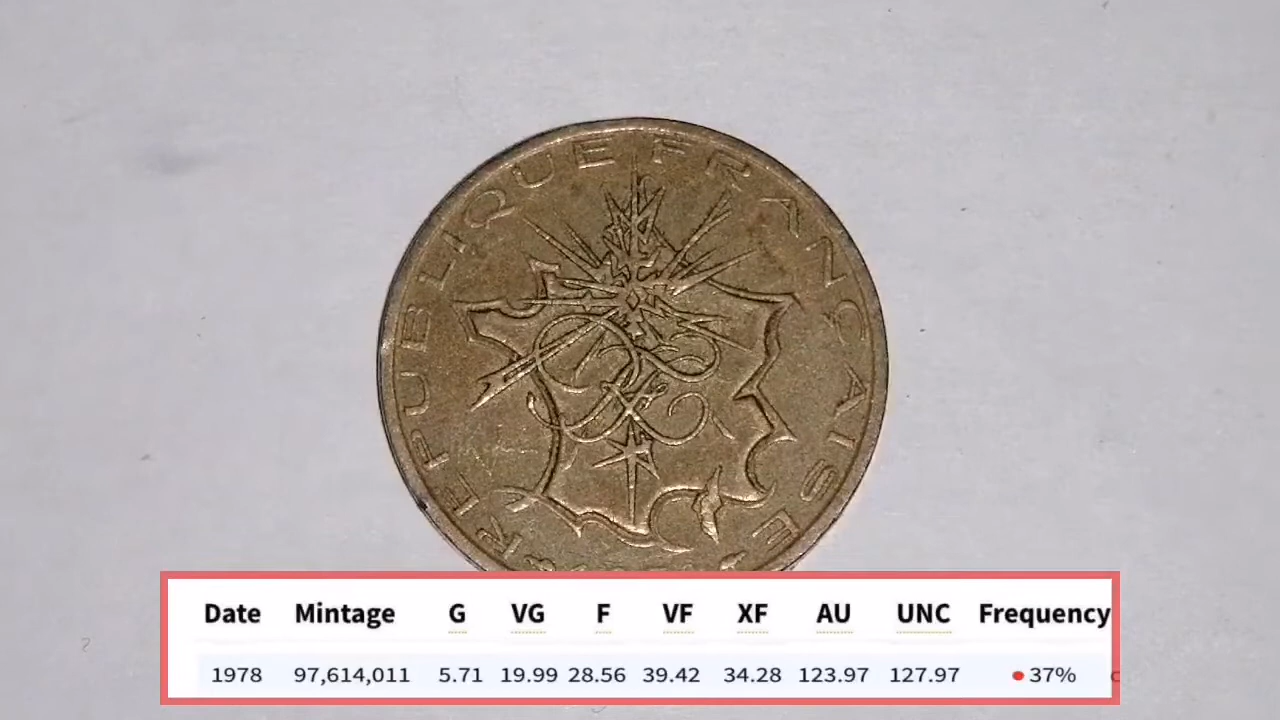 REPUBLIQUE FRANÇAISE
Date Mintage G VG F VF XF AU UNC Frequency
1978 97,614,011 5.71 19.99 28.56 39.42 34.28 123.97 127.97 37%